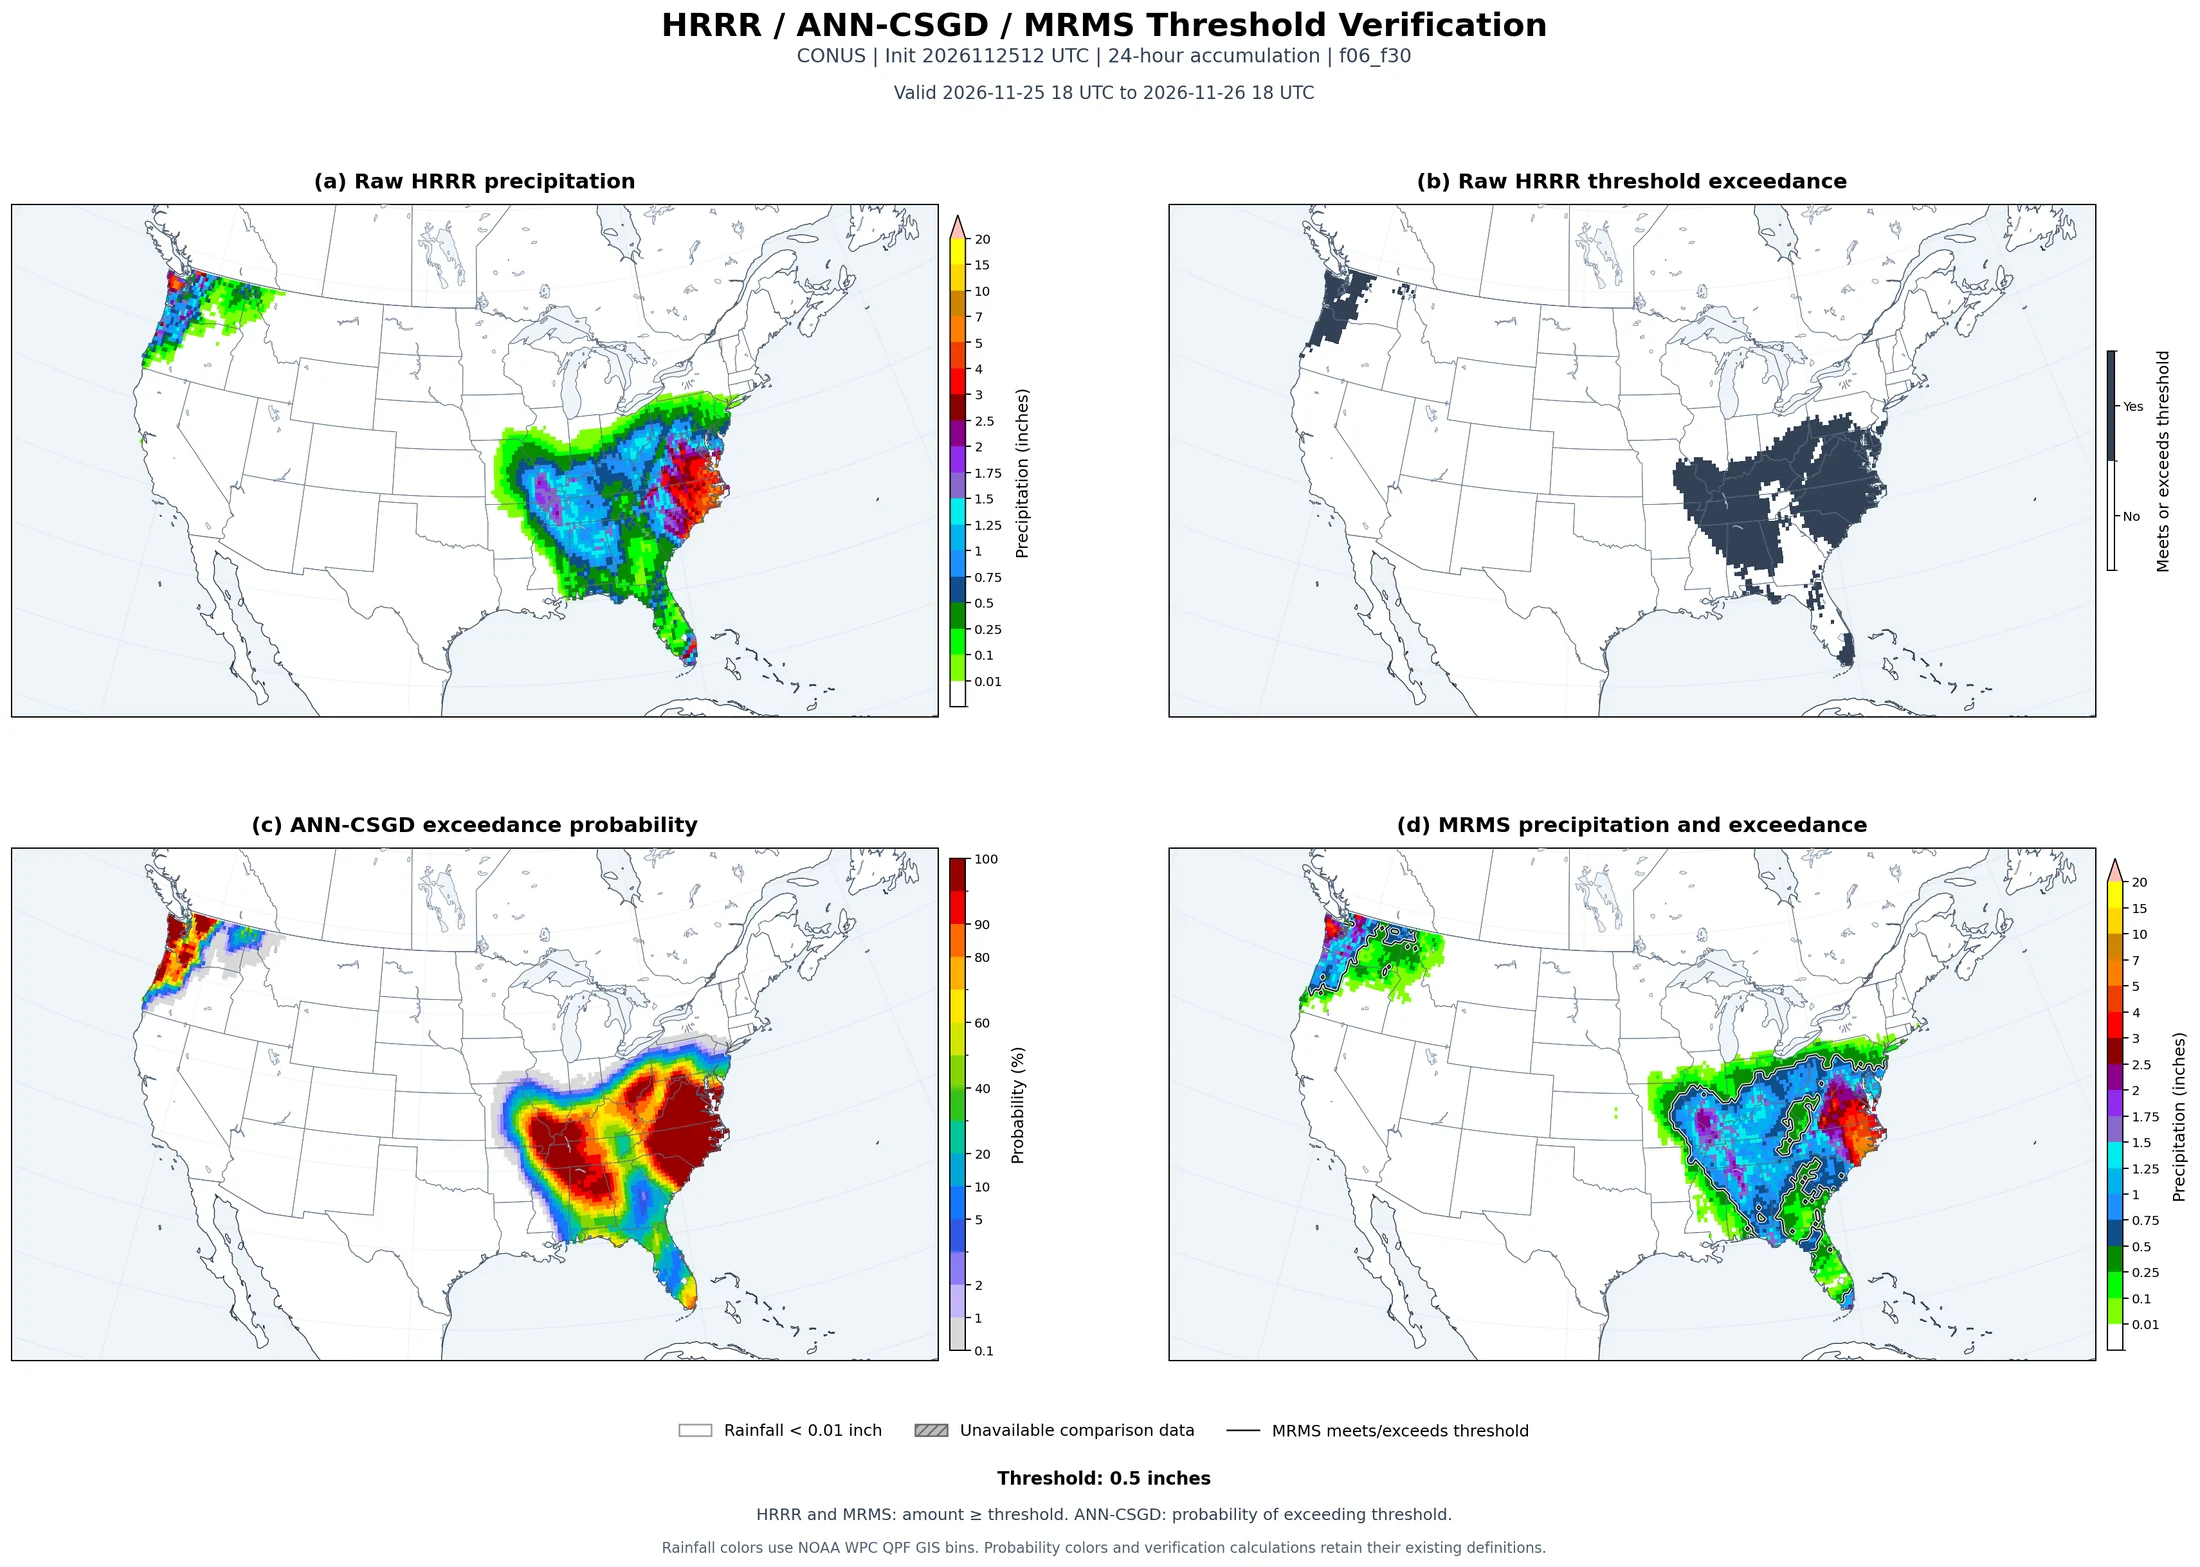 HRRR / ANN-CSGD / MRMS Threshold Verification
CONUS | Init 2026112512 UTC | 24-hour accumulation | f06_f30
Valid 2026-11-25 18 UTC to 2026-11-26 18 UTC
(a) Raw HRRR precipitation
20
15
10
7
5
4
3
2.5
2
1.75
1.5
1.25
1
0.75
0.5
0.25
0.1
0.01
Precipitation (inches)
(b) Raw HRRR threshold exceedance
Yes
No
Meets or exceeds threshold
(c) ANN-CSGD exceedance probability
100
90
80
60
40
20
10
5
2
1
0.1
Probability (%)
(d) MRMS precipitation and exceedance
20
15
10
7
5
4
3
2.5
2
1.75
1.5
1.25
1
0.75
0.5
0.25
0.1
0.01
Precipitation (inches)
Rainfall < 0.01 inch
Unavailable comparison data
MRMS meets/exceeds threshold
Threshold: 0.5 inches
HRRR and MRMS: amount ≥ threshold. ANN-CSGD: probability of exceeding threshold.
Rainfall colors use NOAA WPC QPF GIS bins. Probability colors and verification calculations retain their existing definitions.